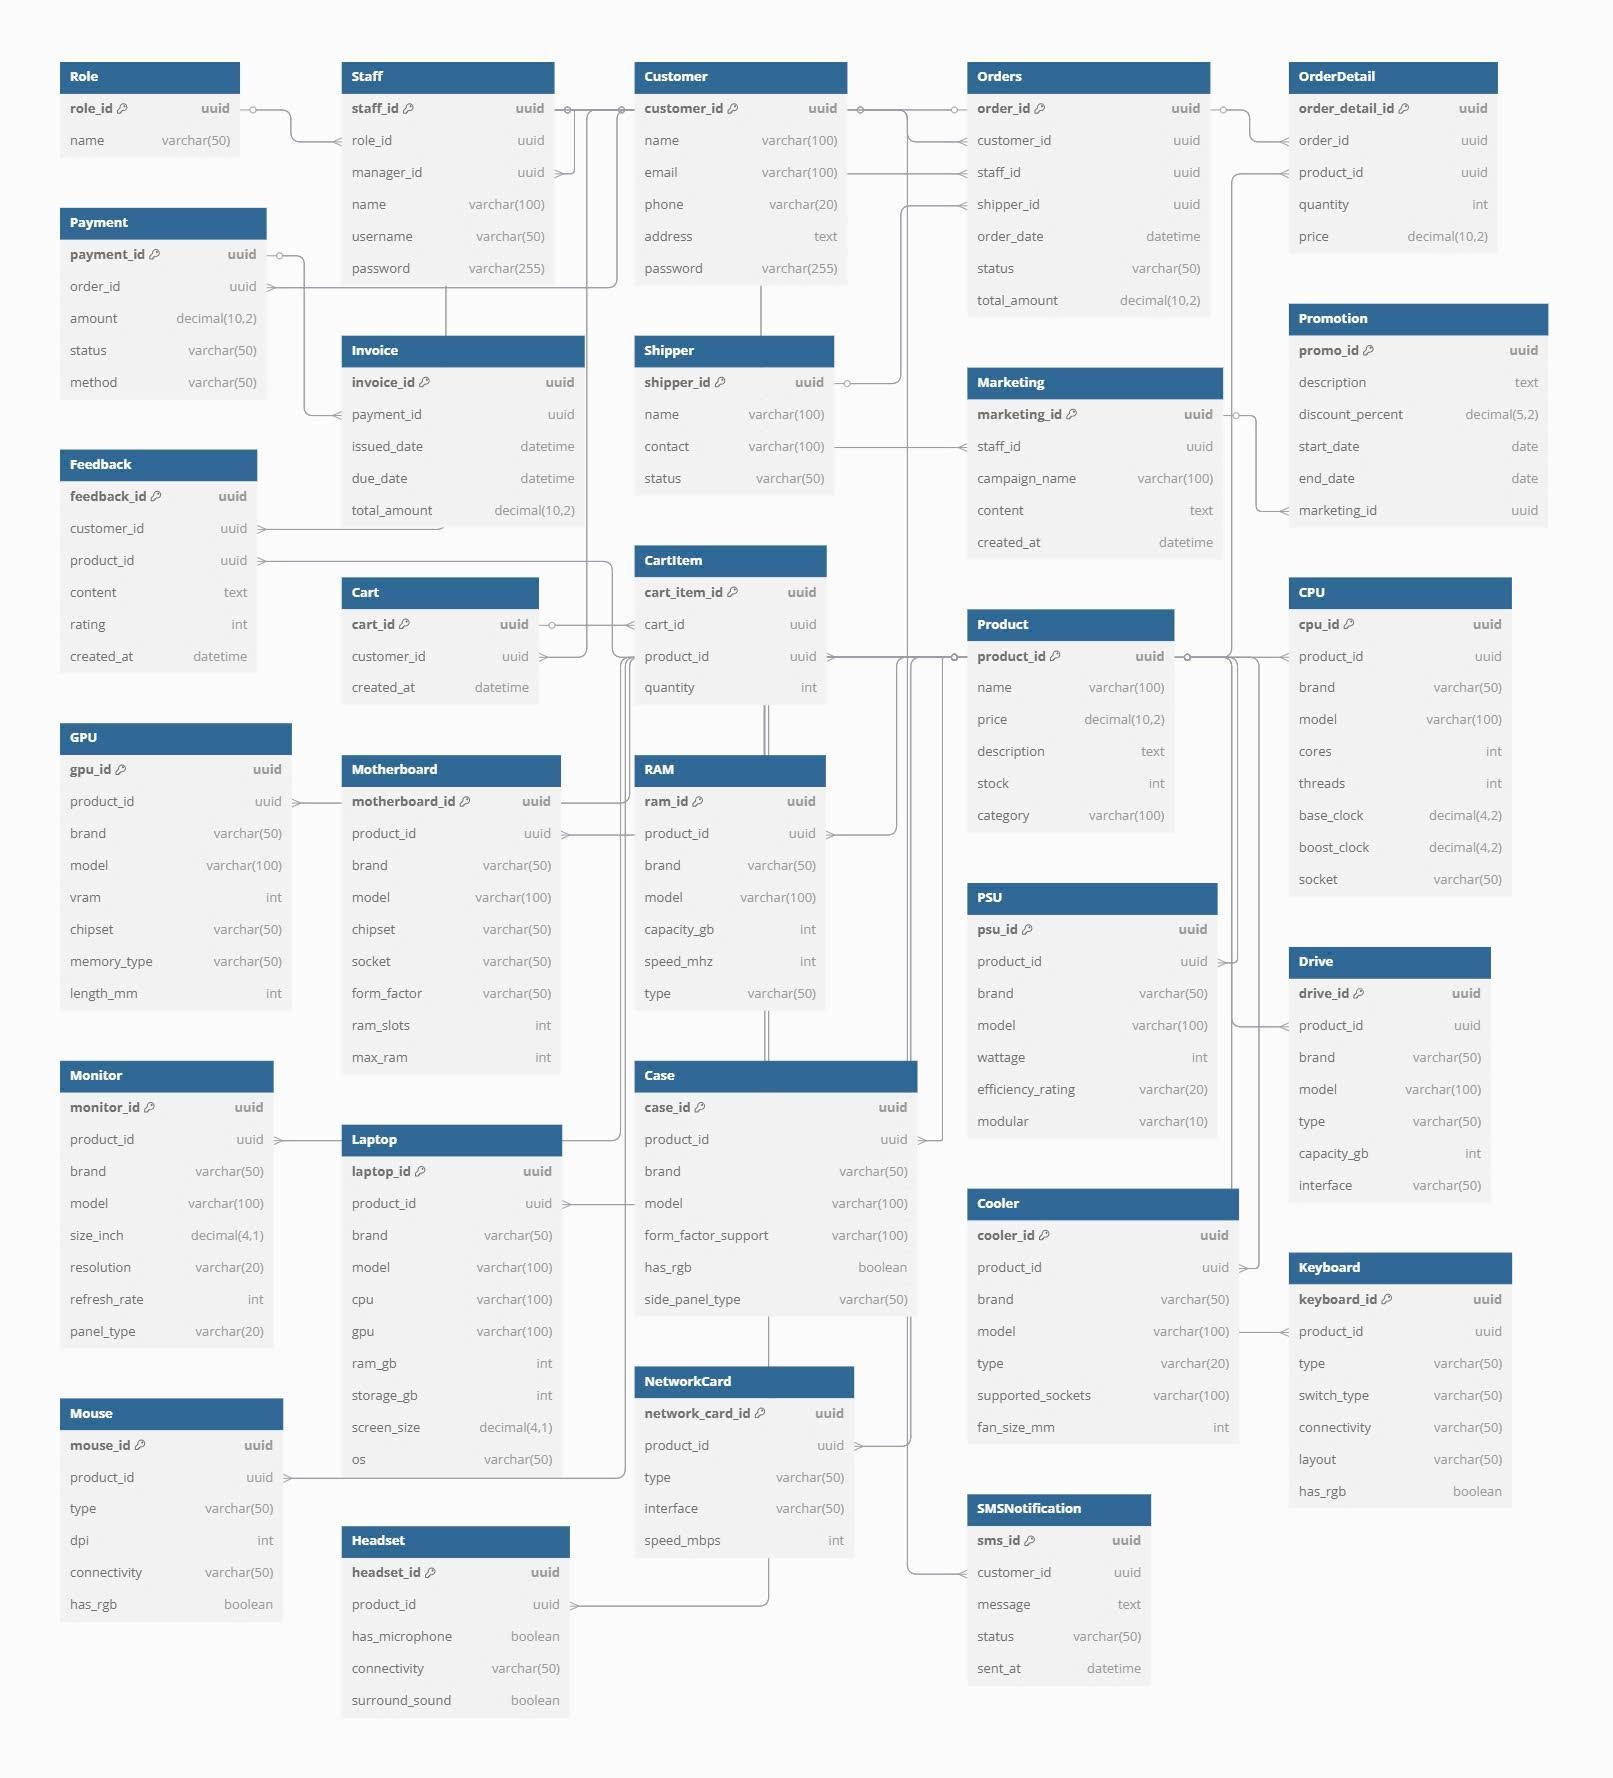 Role
role_id uuid
name varchar(50)
Payment
payment_id uuid
order_id uuid
amount decimal(10,2)
status varchar(50)
method varchar(50)
Feedback
feedback_id uuid
customer_id uuid
product_id uuid
content text
rating int
created_at datetime
GPU
gpu_id uuid
product_id uuid
brand varchar(50)
model varchar(100)
vram int
chipset varchar(50)
memory_type varchar(50)
length_mm int
Monitor
monitor_id uuid
product_id uuid
brand varchar(50)
model varchar(100)
size_inch decimal(4,1)
resolution varchar(20)
refresh_rate int
panel_type varchar(20)
Mouse
mouse_id uuid
product_id uuid
type varchar(50)
dpi int
connectivity varchar(50)
has_rgb boolean
Staff
staff_id uuid
role_id uuid
manager_id uuid
name varchar(100)
username varchar(50)
password varchar(255)
Invoice
invoice_id uuid
payment_id uuid
issued_date datetime
due_date datetime
total_amount decimal(10,2)
Cart
cart_id uuid
customer_id uuid
created_at datetime
Motherboard
motherboard_id uuid
product_id uuid
brand varchar(50)
model varchar(100)
chipset varchar(50)
socket varchar(50)
form_factor varchar(50)
ram_slots int
max_ram int
Laptop
laptop_id uuid
product_id uuid
brand varchar(50)
model varchar(100)
cpu varchar(100)
gpu varchar(100)
ram_gb int
storage_gb int
screen_size decimal(4,1)
os varchar(50)
Headset
headset_id uuid
product_id uuid
has_microphone boolean
connectivity varchar(50)
surround_sound boolean
Customer
customer_id uuid
name varchar(100)
email varchar(100)
phone varchar(20)
address text
password varchar(255)
Shipper
shipper_id uuid
name varchar(100)
contact varchar(100)
status varchar(50)
CartItem
cart_item_id uuid
cart_id uuid
product_id uuid
quantity int
RAM
ram_id uuid
product_id uuid
brand varchar(50)
model varchar(100)
capacity_gb int
speed_mhz int
type varchar(50)
Case
case_id uuid
product_id uuid
brand varchar(50)
model varchar(100)
form_factor_support varchar(100)
has_rgb boolean
side_panel_type varchar(50)
NetworkCard
network_card_id uuid
product_id uuid
type varchar(50)
interface varchar(50)
speed_mbps int
Orders
order_id uuid
customer_id uuid
staff_id uuid
shipper_id uuid
order_date datetime
status varchar(50)
total_amount decimal(10,2)
Marketing
marketing_id uuid
staff_id uuid
campaign_name varchar(100)
content text
created_at datetime
Product
product_id uuid
name varchar(100)
price decimal(10,2)
description text
stock int
category varchar(100)
PSU
psu_id uuid
product_id uuid
brand varchar(50)
model varchar(100)
wattage int
efficiency_rating varchar(20)
modular varchar(10)
Cooler
cooler_id uuid
product_id uuid
brand varchar(50)
model varchar(100)
type varchar(20)
supported_sockets varchar(100)
fan_size_mm int
SMSNotification
sms_id uuid
customer_id uuid
message text
status varchar(50)
sent_at datetime
OrderDetail
order_detail_id uuid
order_id uuid
product_id uuid
quantity int
price decimal(10,2)
Promotion
promo_id uuid
description text
discount_percent decimal(5,2)
start_date date
end_date date
marketing_id uuid
CPU
cpu_id uuid
product_id uuid
brand varchar(50)
model varchar(100)
cores int
threads int
base_clock decimal(4,2)
boost_clock decimal(4,2)
socket varchar(50)
Drive
drive_id uuid
product_id uuid
brand varchar(50)
model varchar(100)
type varchar(50)
capacity_gb int
interface varchar(50)
Keyboard
keyboard_id uuid
product_id uuid
type varchar(50)
switch_type varchar(50)
connectivity varchar(50)
layout varchar(50)
has_rgb boolean